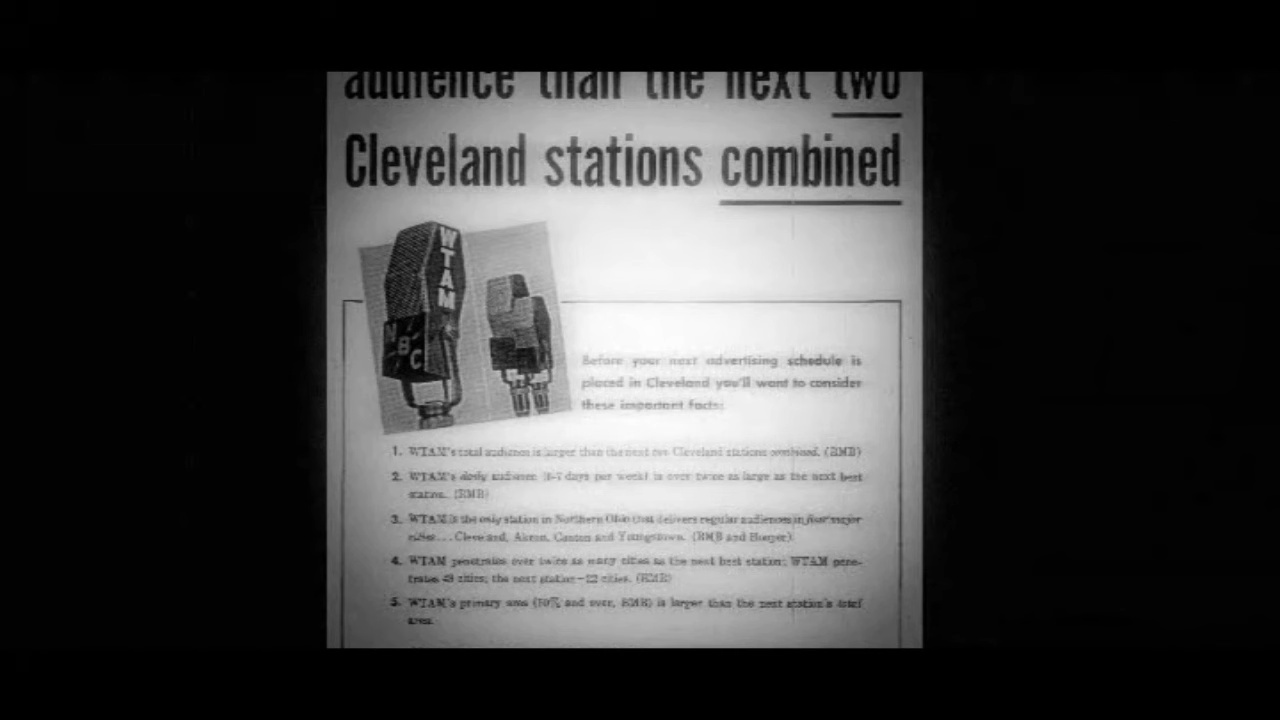 audience than the next two
Cleveland stations combined
WTAM
NBC
Before your next advertising schedule is
placed in Cleveland you'll want to consider
these important facts:
1. WTAM's total audience is larger than the next two Cleveland stations combined. (BMB)
2. WTAM's daily audience (6-7 days per week) is over twice as large as the next best
station. (BMB)
3. WTAM is the only station in Northern Ohio that delivers regular audiences in four major
cities... Cleveland, Akron, Canton and Youngstown. (BMB and Hooper)
4. WTAM penetrates over twice as many cities as the next best station; WTAM pene-
trates cities; the next station—22 cities. (BMB)
5. WTAM's primary area (50% and over, BMB) is larger than the next station's total
area.